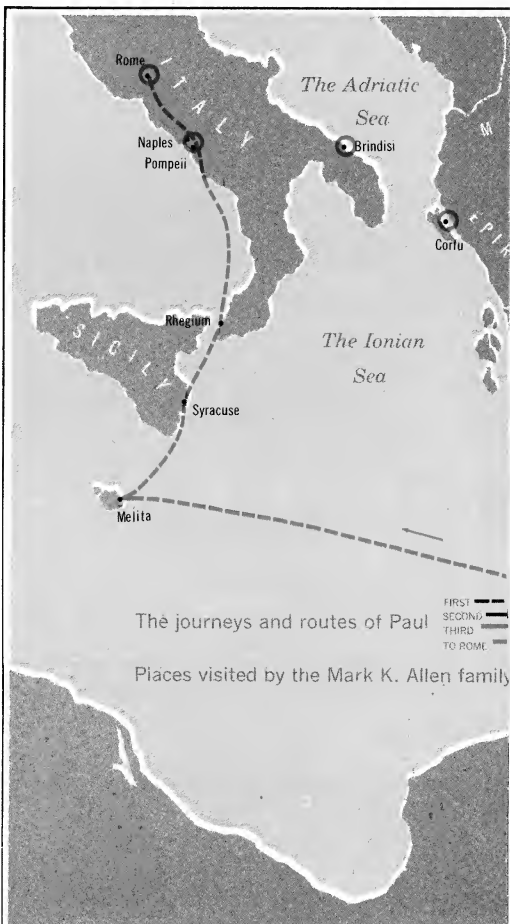 Rome
ITALY
The Adriatic
Sea
Naples
Pompeii
Brindisi
M
EPIR
Corfu
Rhegium
SICILY
The Ionian
Sea
Syracuse
Melita
FIRST
SECOND
The journeys and routes of Paul
THIRD
TO ROME
Places visited by the Mark K. Allen family